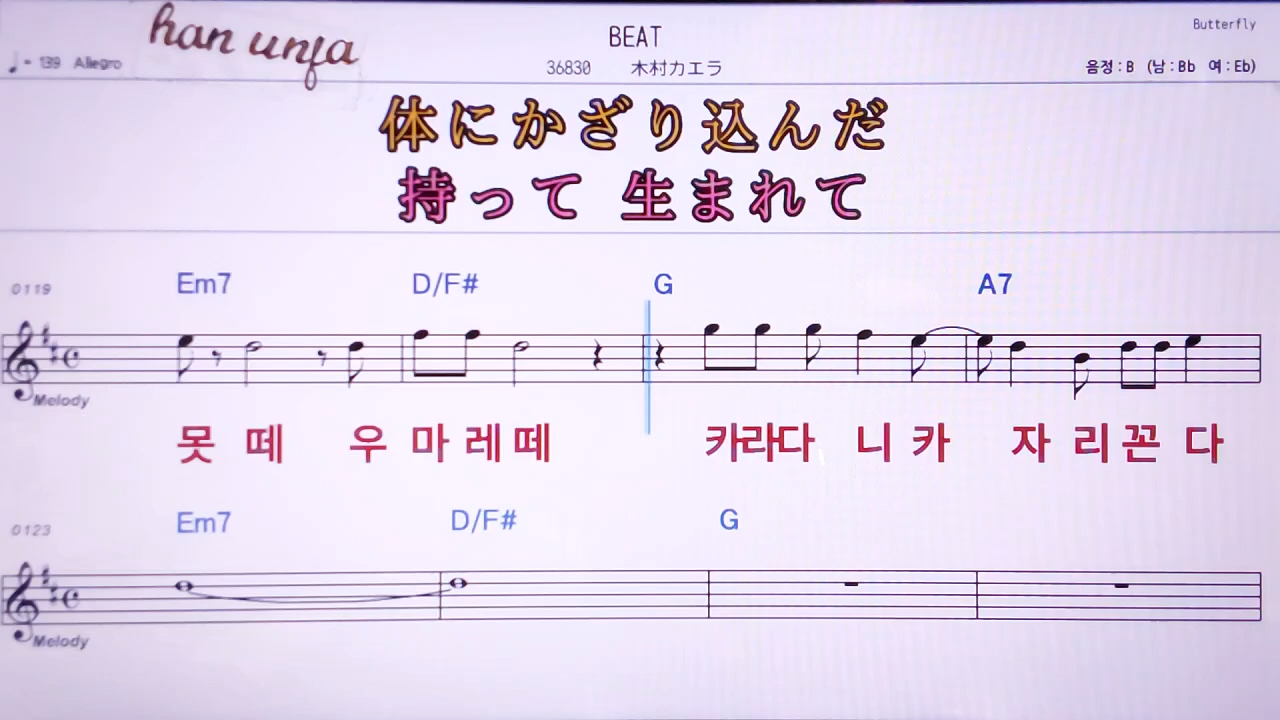 han unja
BEAT
Butterfly
♩= 139 Allegro
36830 木村カエラ
음정 : B (남 : Bb 여 : Eb)
体にかざり込んだ
持って 生まれて
0119
Em7 D/F# G A7
Melody
못 떼 우 마 레 떼 카라다 니 카 자 리 꼰 다
0123
Em7 D/F# G
Melody